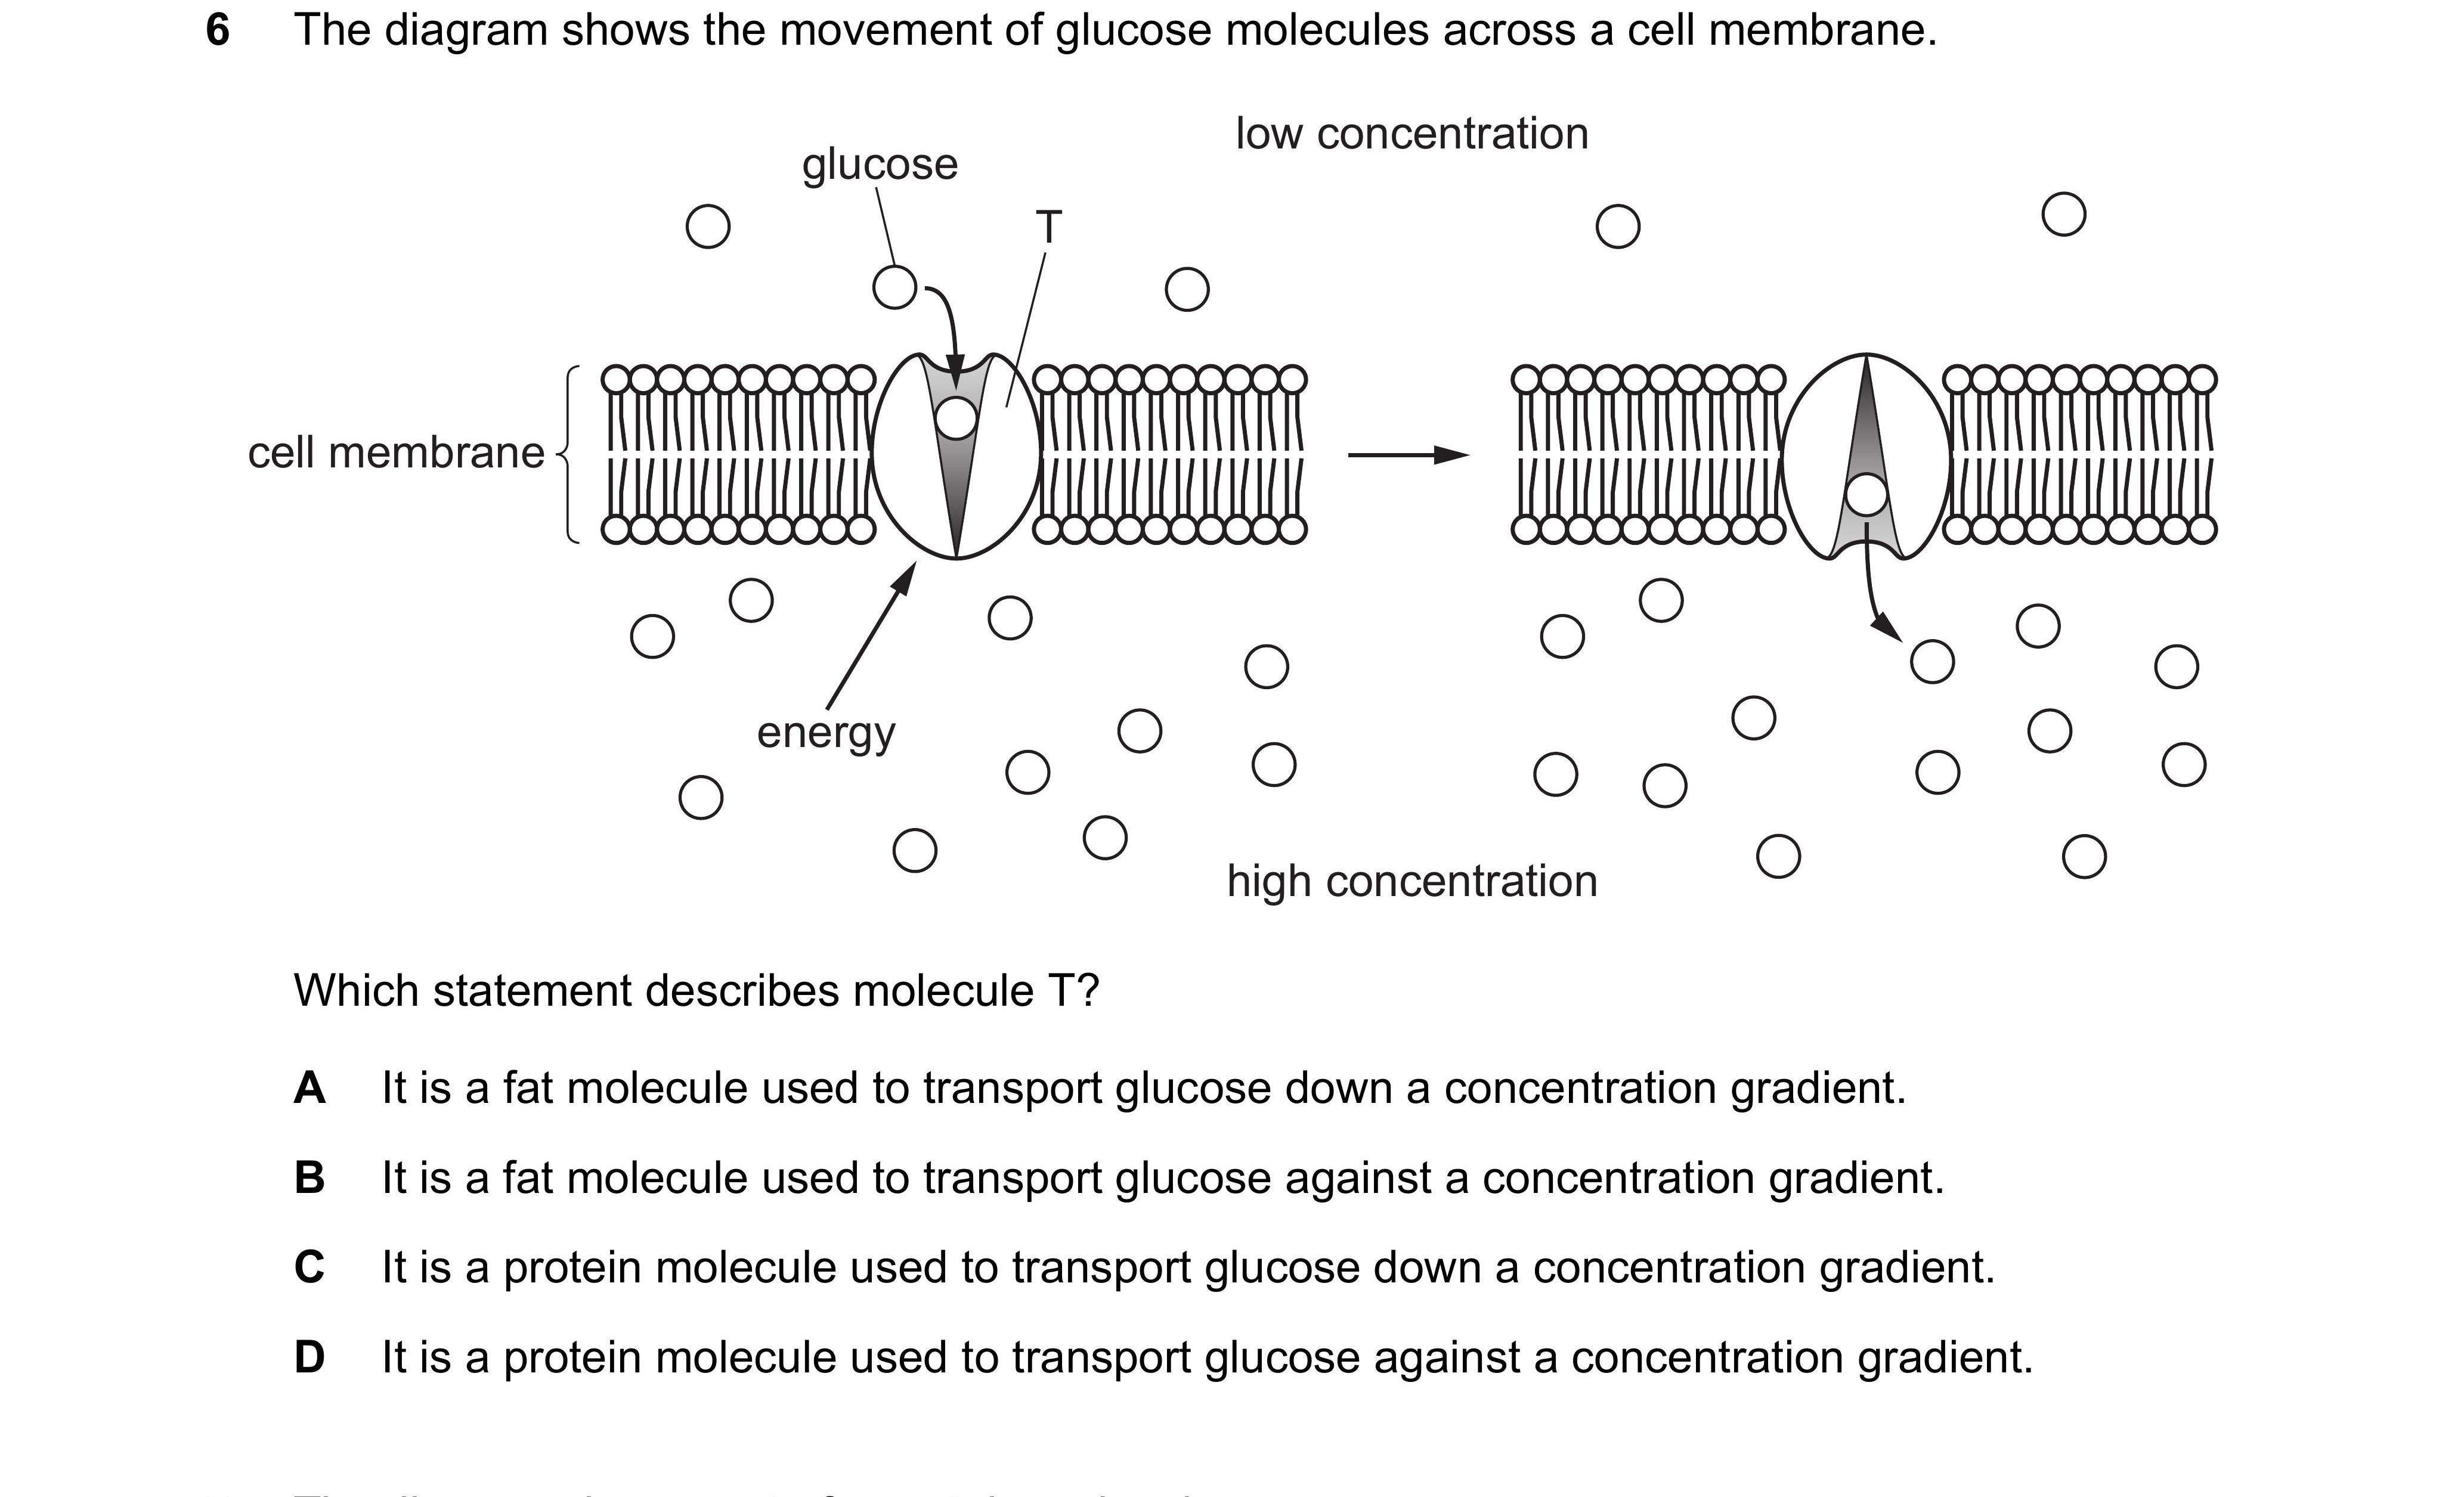 6 The diagram shows the movement of glucose molecules across a cell membrane.
low concentration
glucose
T
cell membrane
energy
high concentration
Which statement describes molecule T?
A It is a fat molecule used to transport glucose down a concentration gradient.
B It is a fat molecule used to transport glucose against a concentration gradient.
C It is a protein molecule used to transport glucose down a concentration gradient.
D It is a protein molecule used to transport glucose against a concentration gradient.